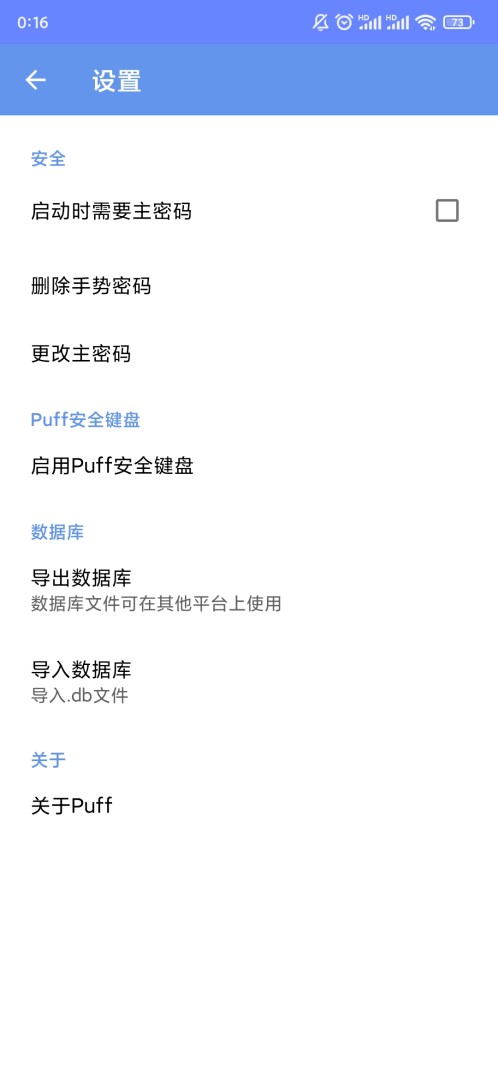 0:16
HD HD 73
设置
安全
启动时需要主密码
删除手势密码
更改主密码
Puff安全键盘
启用Puff安全键盘
数据库
导出数据库
数据库文件可在其他平台上使用
导入数据库
导入.db文件
关于
关于Puff